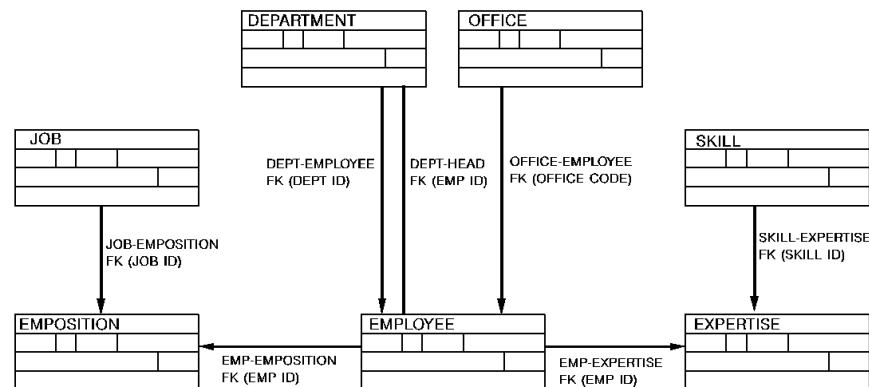 DEPARTMENT
OFFICE
JOB
SKILL
DEPT-EMPLOYEE
FK (DEPT ID)
DEPT-HEAD
FK (EMP ID)
OFFICE-EMPLOYEE
FK (OFFICE CODE)
JOB-EMPOSITION
FK (JOB ID)
SKILL-EXPERTISE
FK (SKILL ID)
EMPOSITION
EMPLOYEE
EXPERTISE
EMP-EMPOSITION
FK (EMP ID)
EMP-EXPERTISE
FK (EMP ID)